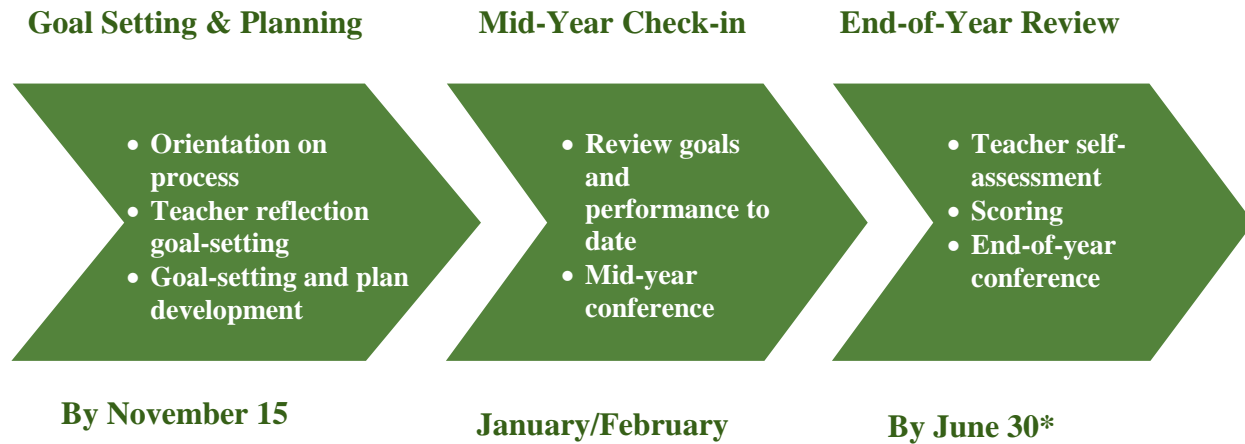 Goal Setting & Planning
Mid-Year Check-in
End-of-Year Review
• Orientation on
process
• Teacher reflection
goal-setting
• Goal-setting and plan
development
• Review goals
and
performance to
date
• Mid-year
conference
• Teacher self-
assessment
• Scoring
• End-of-year
conference
By November 15
January/February
By June 30*